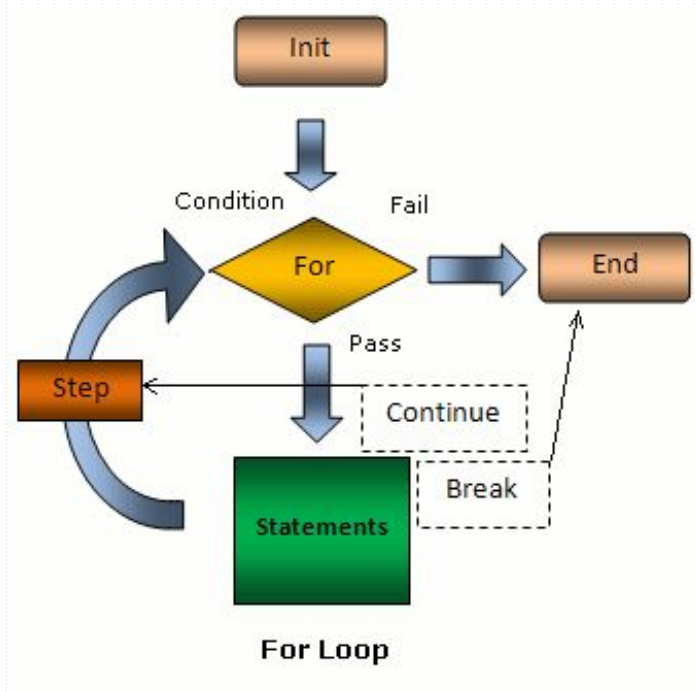 Init
Condition
Fail
For
End
Pass
Step
Continue
Break
Statements
For Loop